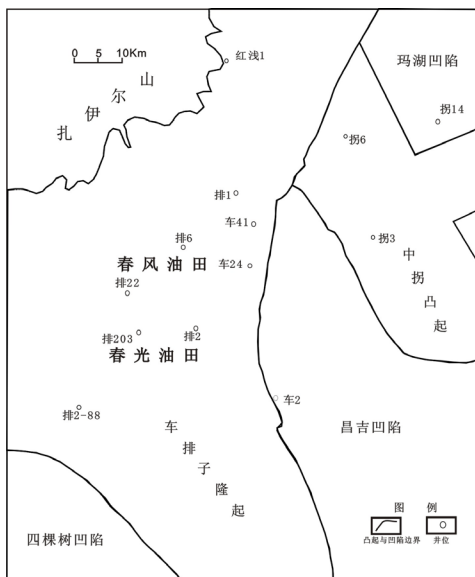 0 5 10Km
红浅1
玛湖凹陷
扎伊尔山
拐14
拐6
排1
车41
拐3
排6
春风油田
车24
中拐凸起
排22
排203
排2
春光油田
车2
排2-88
昌吉凹陷
车排子隆起
图 例
四棵树凹陷
凸起与凹陷边界
井位